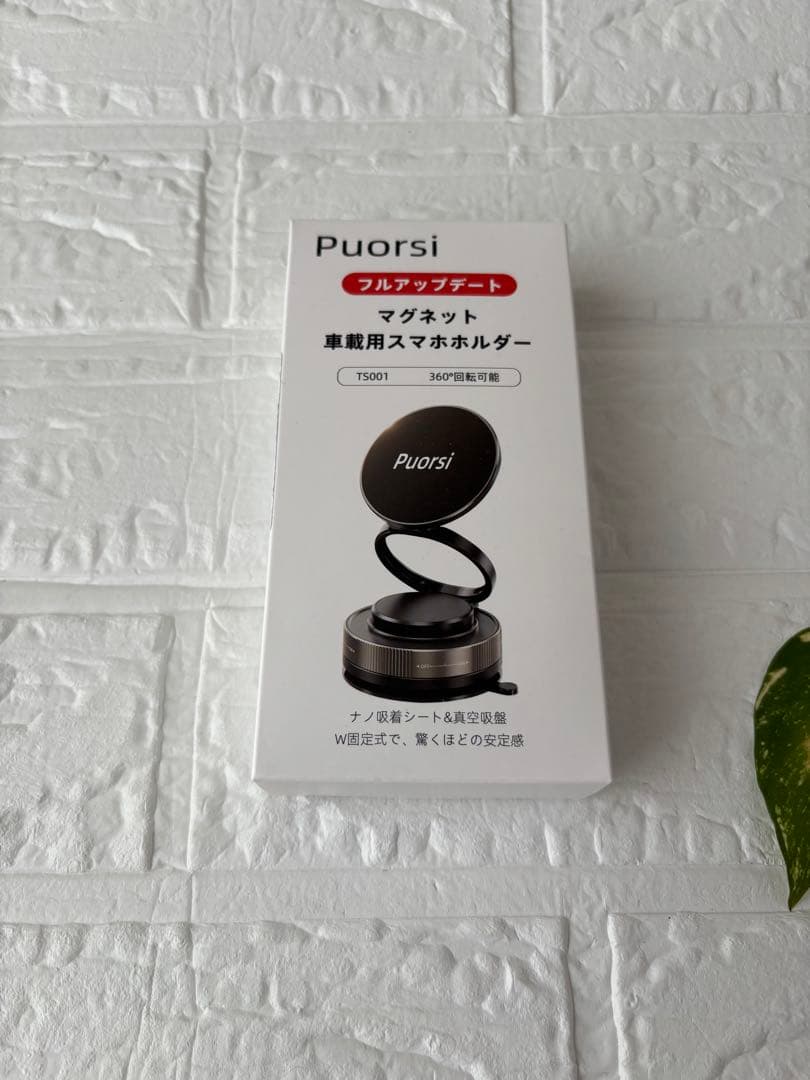 Puorsi
フルアップデート
マグネット
車載用スマホホルダー
TS001 360°回転可能
Puorsi
ナノ吸着シート&真空吸盤
W固定式で、驚くほどの安定感